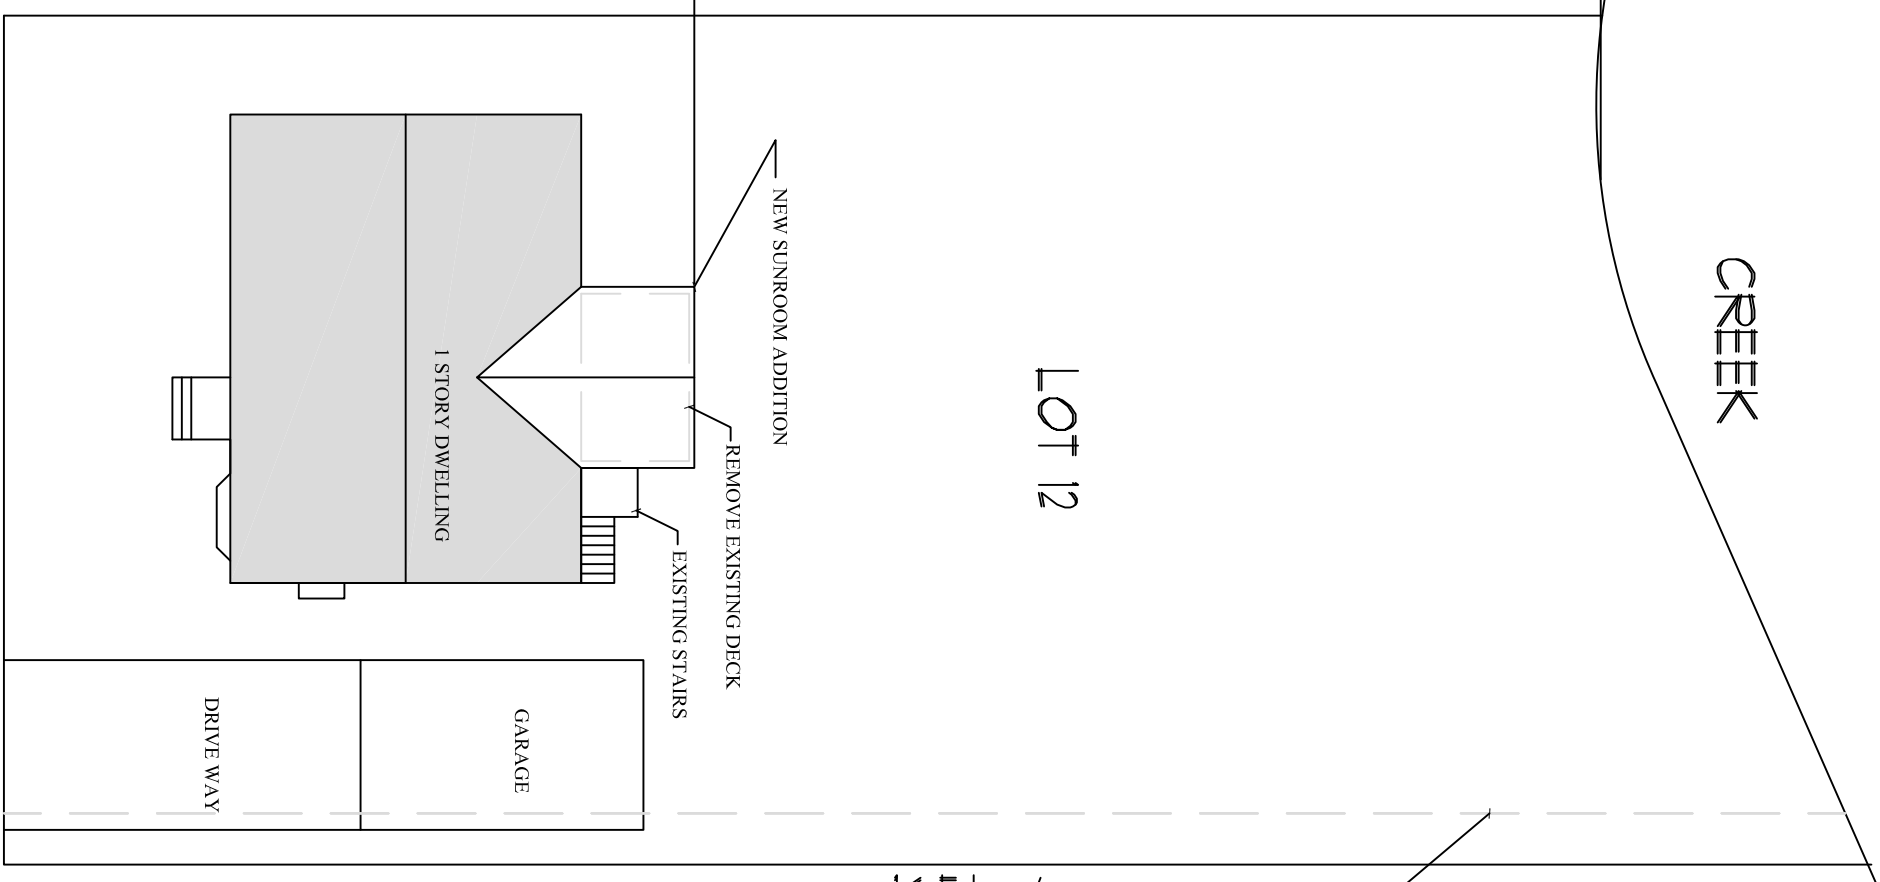 CREEK
LOT 12
NEW SUNROOM ADDITION
REMOVE EXISTING DECK
EXISTING STAIRS
1 STORY DWELLING
GARAGE
DRIVE WAY